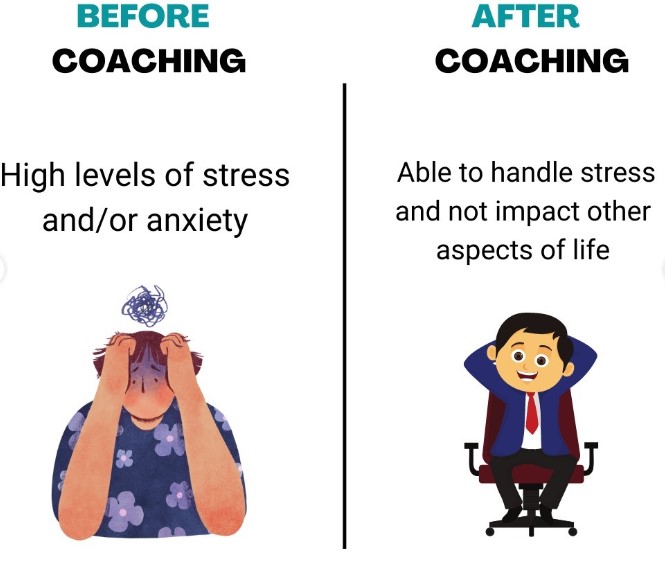 BEFORE
COACHING
High levels of stress
and/or anxiety
AFTER
COACHING
Able to handle stress
and not impact other
aspects of life